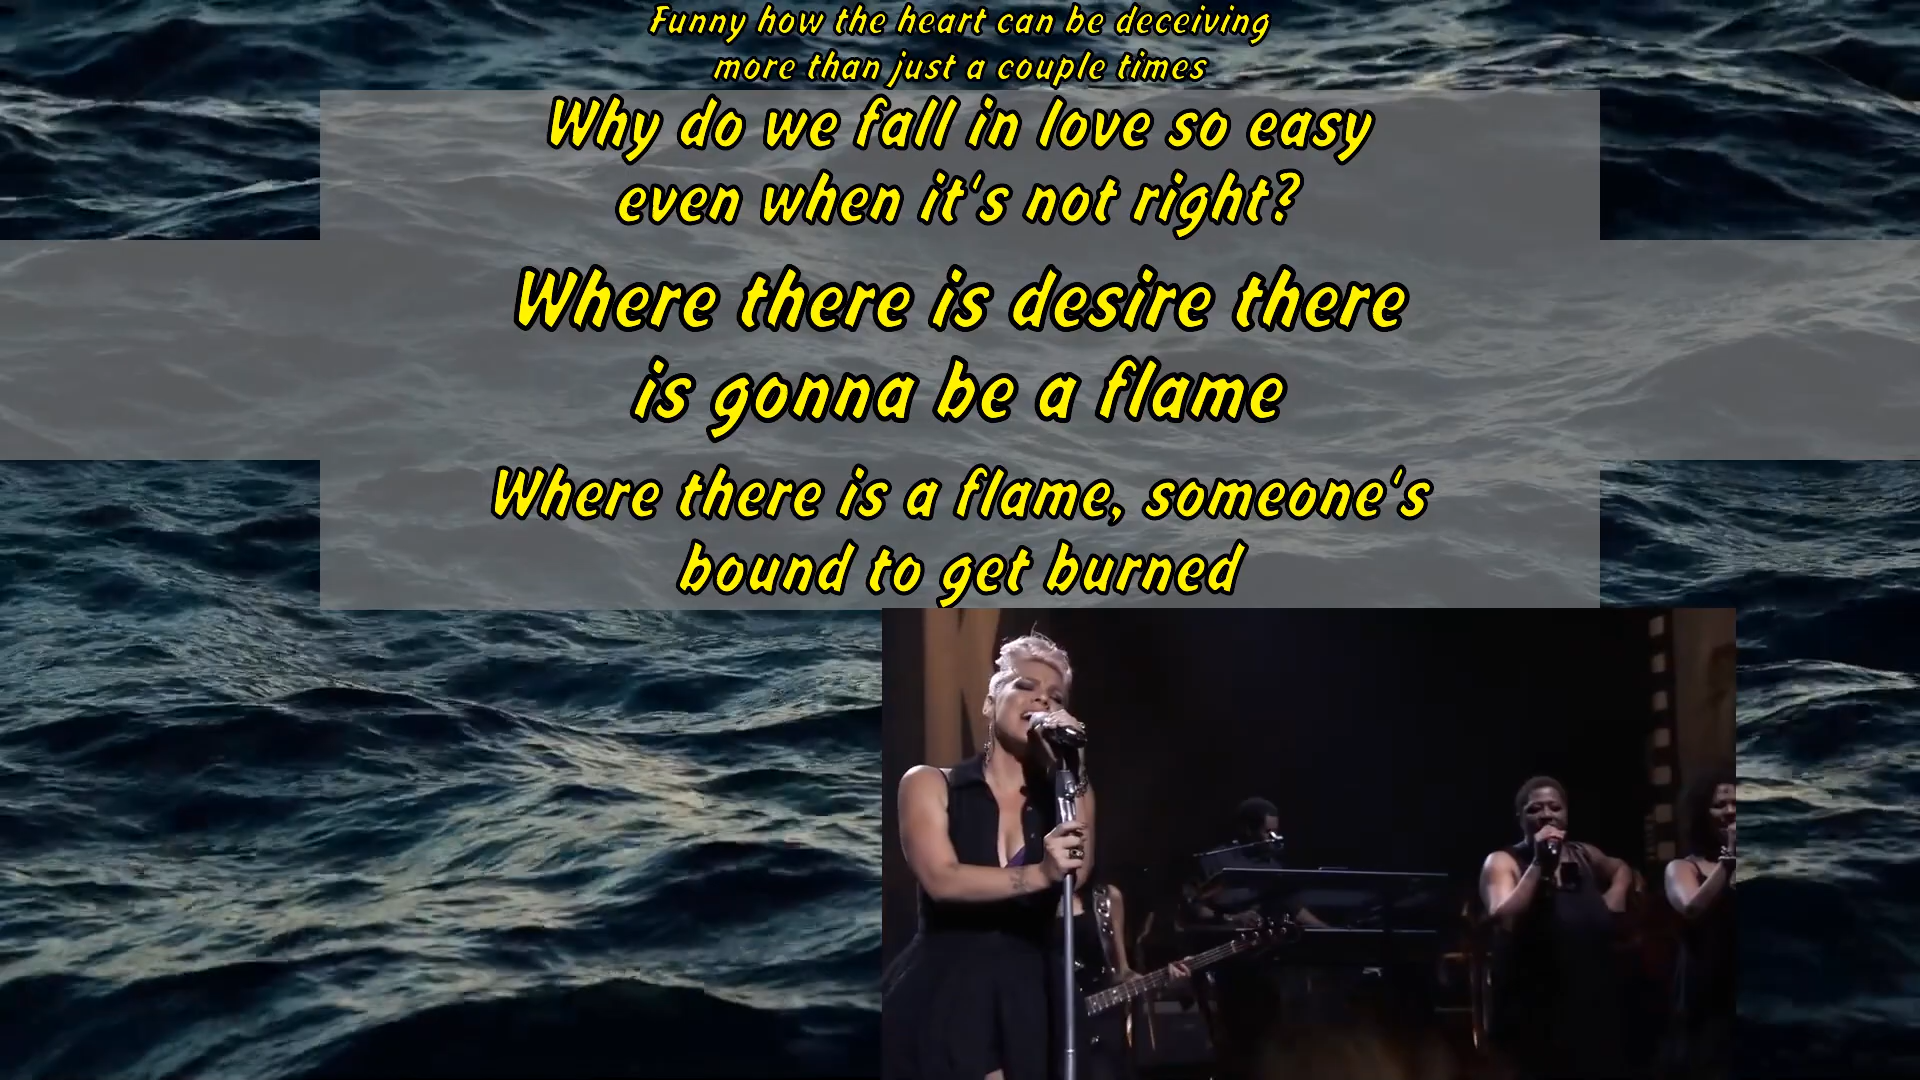 Funny how the heart can be deceiving
more than just a couple times
Why do we fall in love so easy
even when it's not right?
Where there is desire there
is gonna be a flame
Where there is a flame, someone's
bound to get burned